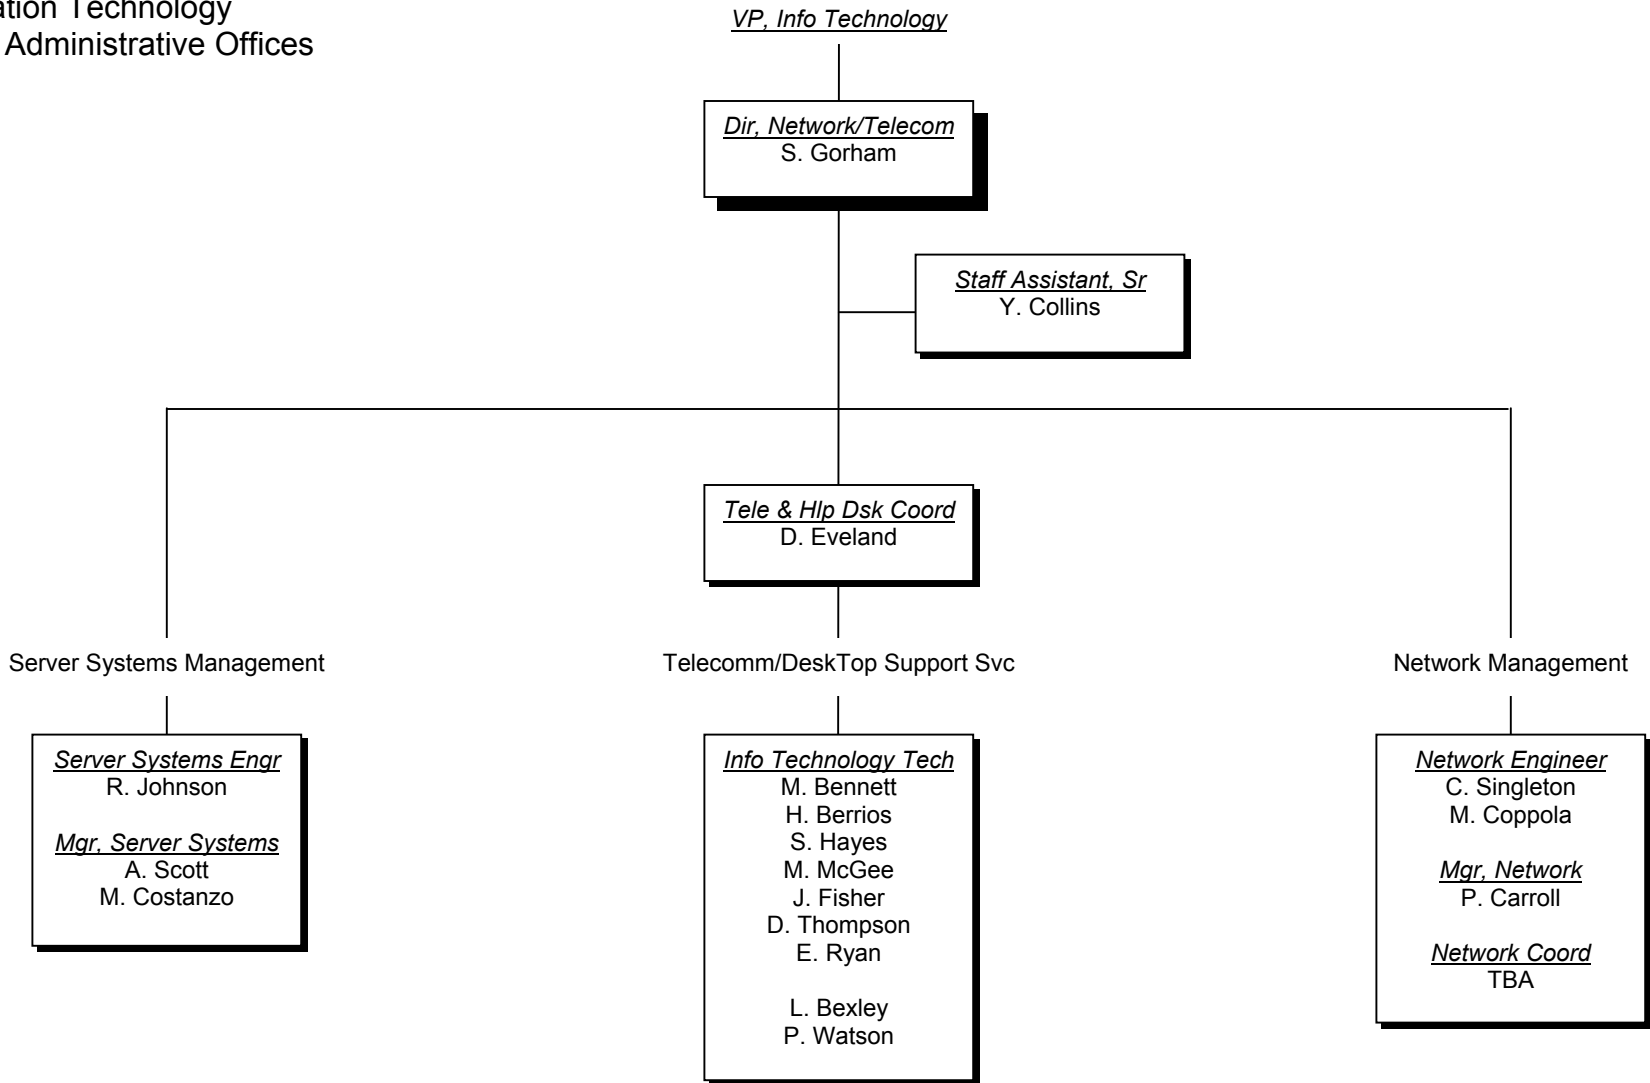 Technology
Administrative Offices
VP, Info Technology
Dir, Network/Telecom
S. Gorham
Staff Assistant, Sr
Y. Collins
Tele & Hlp Dsk Coord
D. Eveland
Server Systems Management
Telecomm/DeskTop Support Svc
Network Management
Server Systems Engr
R. Johnson
Mgr, Server Systems
A. Scott
M. Costanzo
Info Technology Tech
M. Bennett
H. Berrios
S. Hayes
M. McGee
J. Fisher
D. Thompson
E. Ryan
L. Bexley
P. Watson
Network Engineer
C. Singleton
M. Coppola
Mgr, Network
P. Carroll
Network Coord
TBA